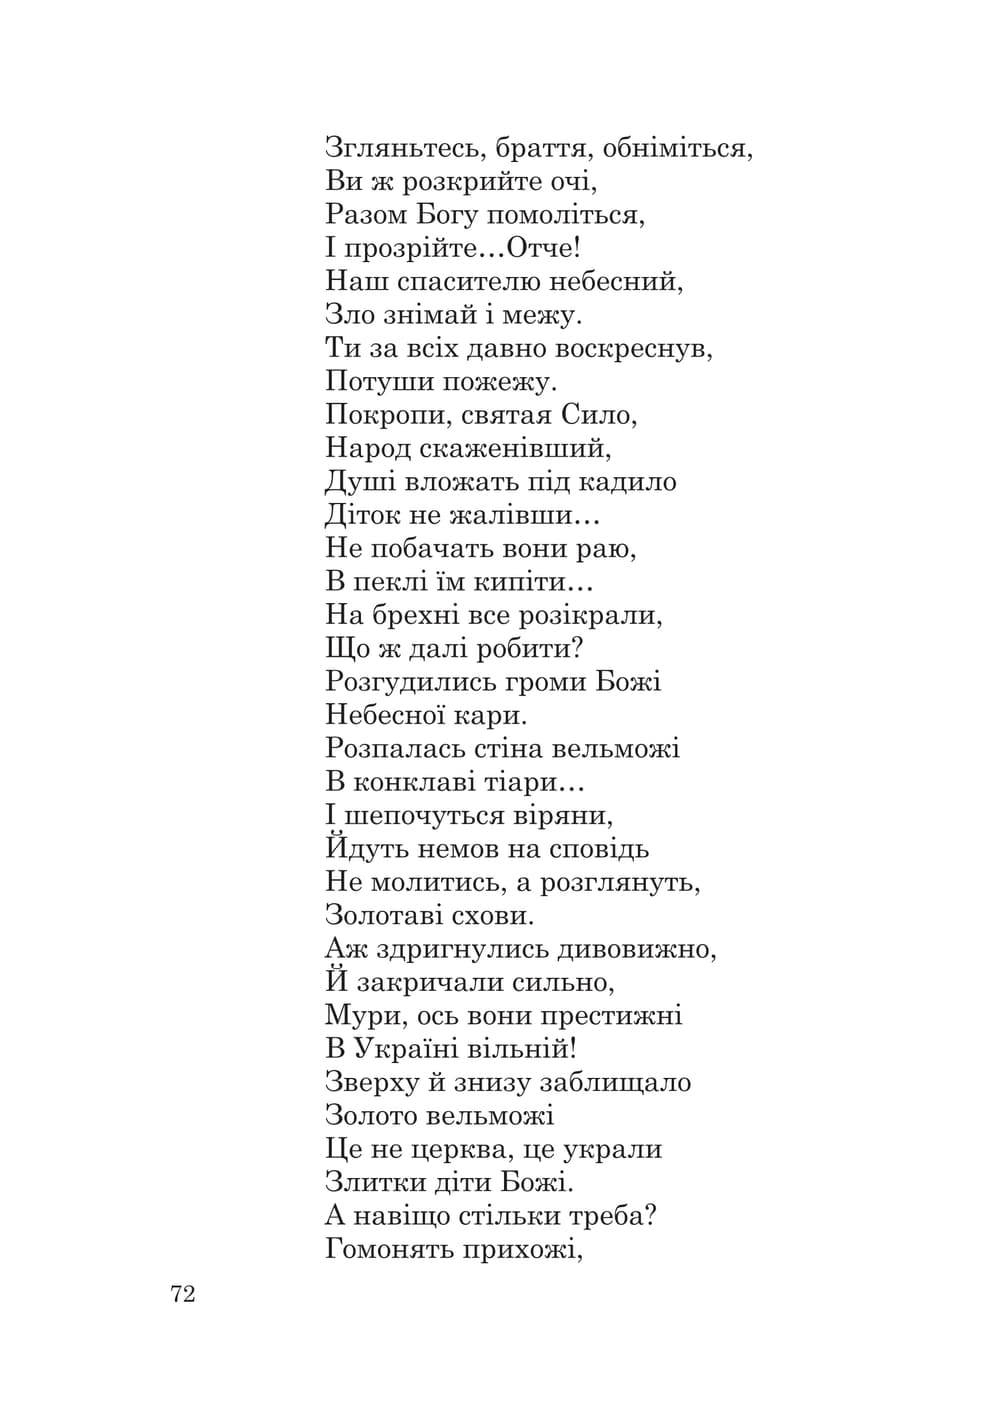 Згляньтесь, браття, обніміться,
Ви ж розкрийте очі,
Разом Богу помоліться,
І прозрійте...Отче!
Наш спасителю небесний,
Зло знімай і межу.
Ти за всіх давно воскреснув,
Потуши пожежу.
Покропи, святая Сило,
Народ скаженівший,
Душі вложать під кадило
Діток не жалівши...
Не побачать вони раю,
В пеклі їм кипіти...
На брехні все розікрали,
Що ж далі робити?
Розгудились громи Божі
Небесної кари.
Розпалась стіна вельможі
В конклаві тіари...
І шепочуться віряни,
Йдуть немов на сповідь
Не молитись, а розглянуть,
Золотаві схови.
Аж здригнулись дивовижно,
Й закричали сильно,
Мури, ось вони престижні
В Україні вільній!
Зверху й знизу заблищало
Золото вельможі
Це не церква, це украли
Злитки діти Божі.
А навіщо стільки треба?
Гомонять прихожі,
72